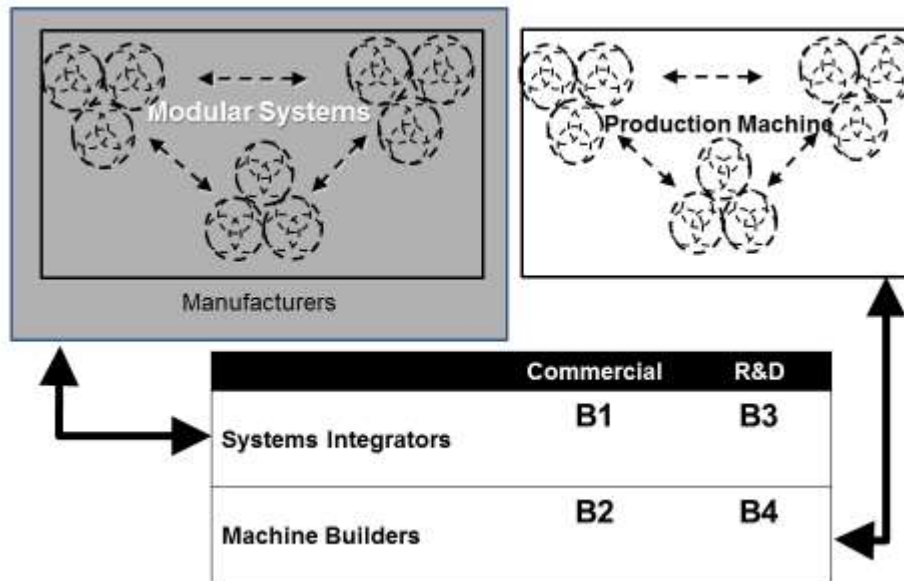 Modular Systems
Production Machine
Manufacturers
Commercial R&D
Systems Integrators B1 B3
Machine Builders B2 B4